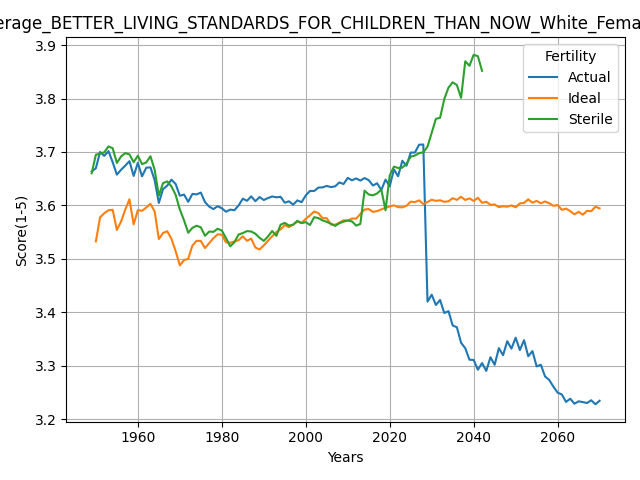 erage_BETTER_LIVING_STANDARDS_FOR_CHILDREN_THAN_NOW_White_Fema
3.9
3.8
3.7
3.6
3.5
3.4
3.3
3.2
Score(1-5)
Fertility
Actual
Ideal
Sterile
1960 1980 2000 2020 2040 2060
Years